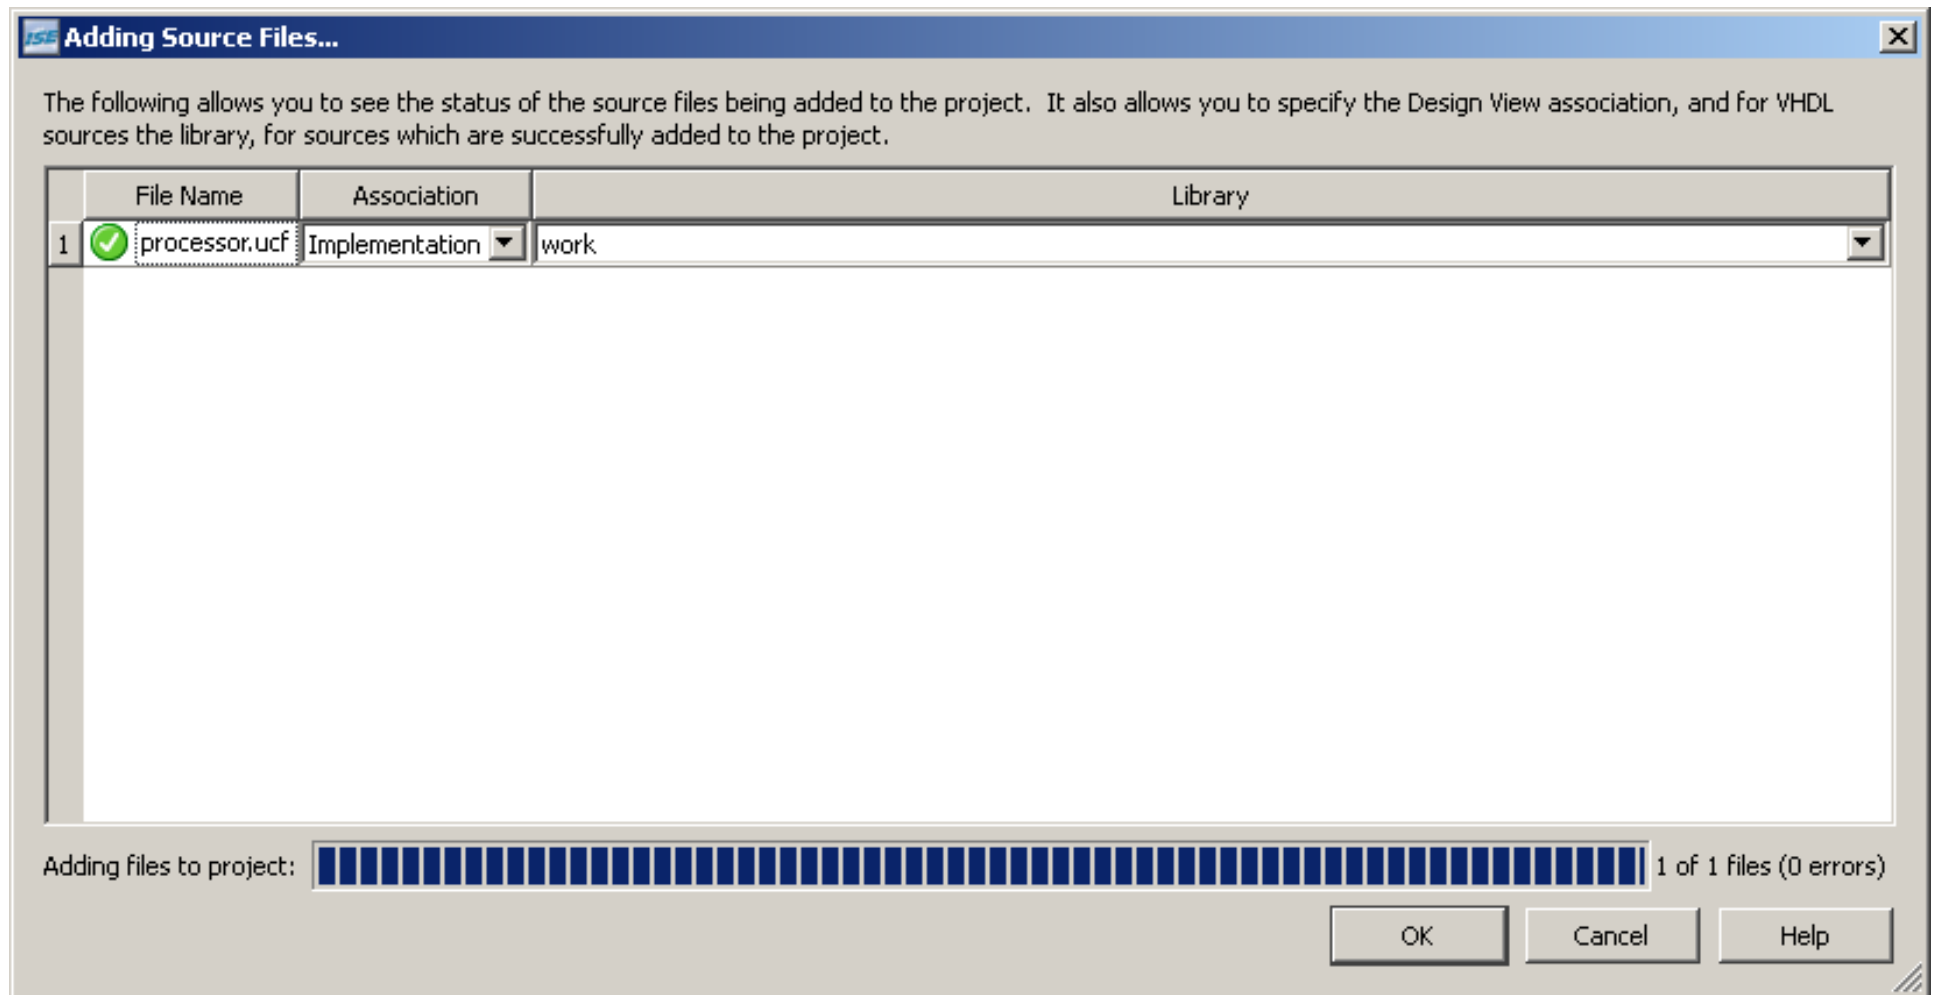 ISE Adding Source Files...
The following allows you to see the status of the source files being added to the project.  It also allows you to specify the Design View association, and for VHDL
sources the library, for sources which are successfully added to the project.
File Name Association Library
1 processor.ucf Implementation work
Adding files to project: 1 of 1 files (0 errors)
OK Cancel Help